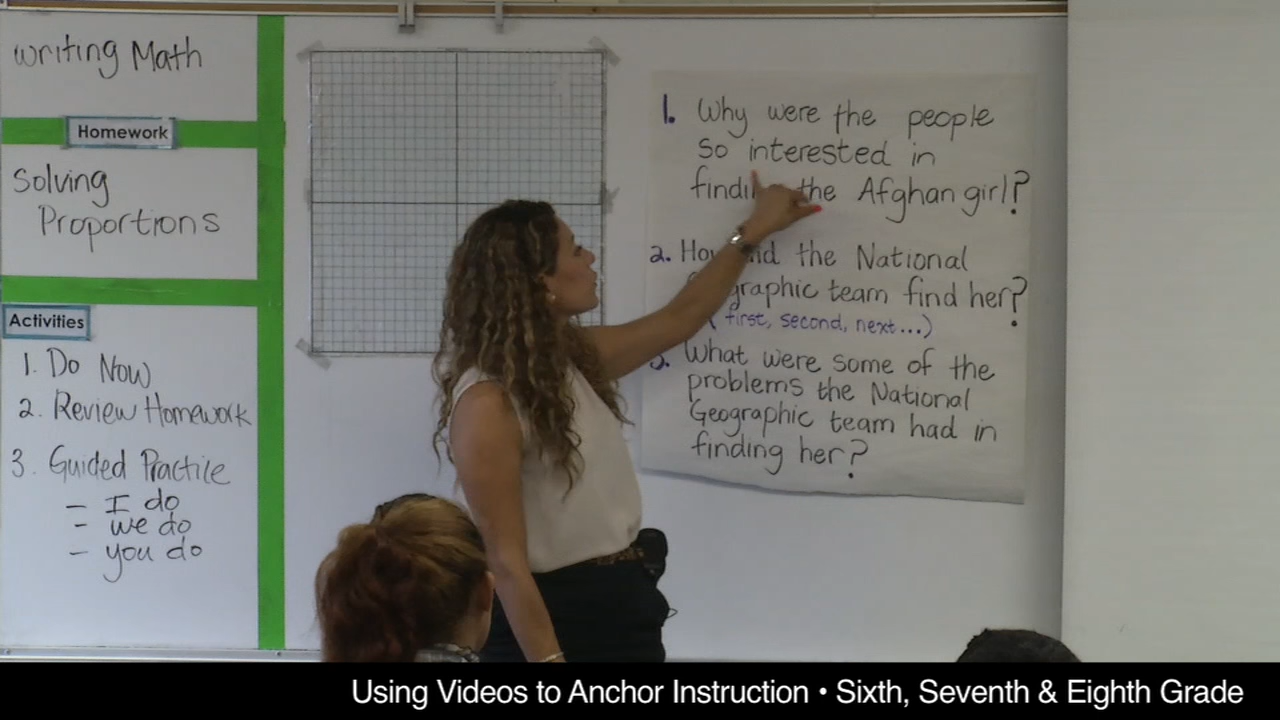 Writing Math
Homework
Solving
Proportions
Activities
1. Do Now
2. Review Homework
3. Guided Practice
– I do
– we do
– you do
1. Why were the people
so interested in
the Afghan girl?
2. the National
team find her?
(first, second, next...)
What were some of the
problems the National
Geographic team had in
finding her?
Using Videos to Anchor Instruction • Sixth, Seventh & Eighth Grade